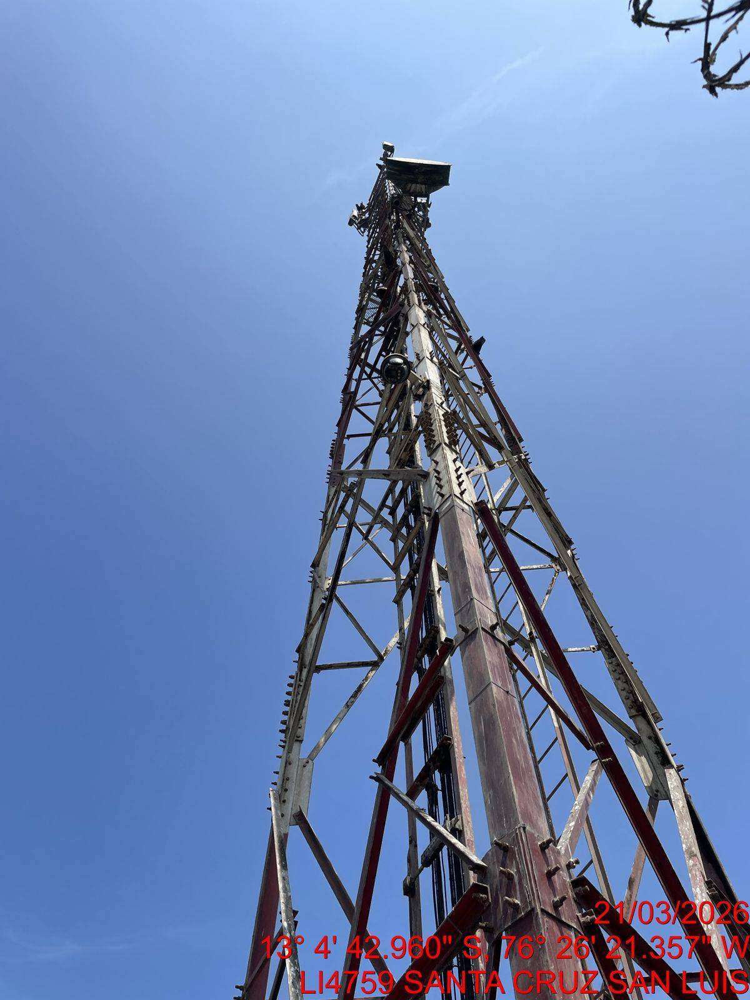 21/03/2026
13° 4' 42.960" S, 76° 26' 21.357" W
LI4759 SANTA CRUZ SAN LUIS